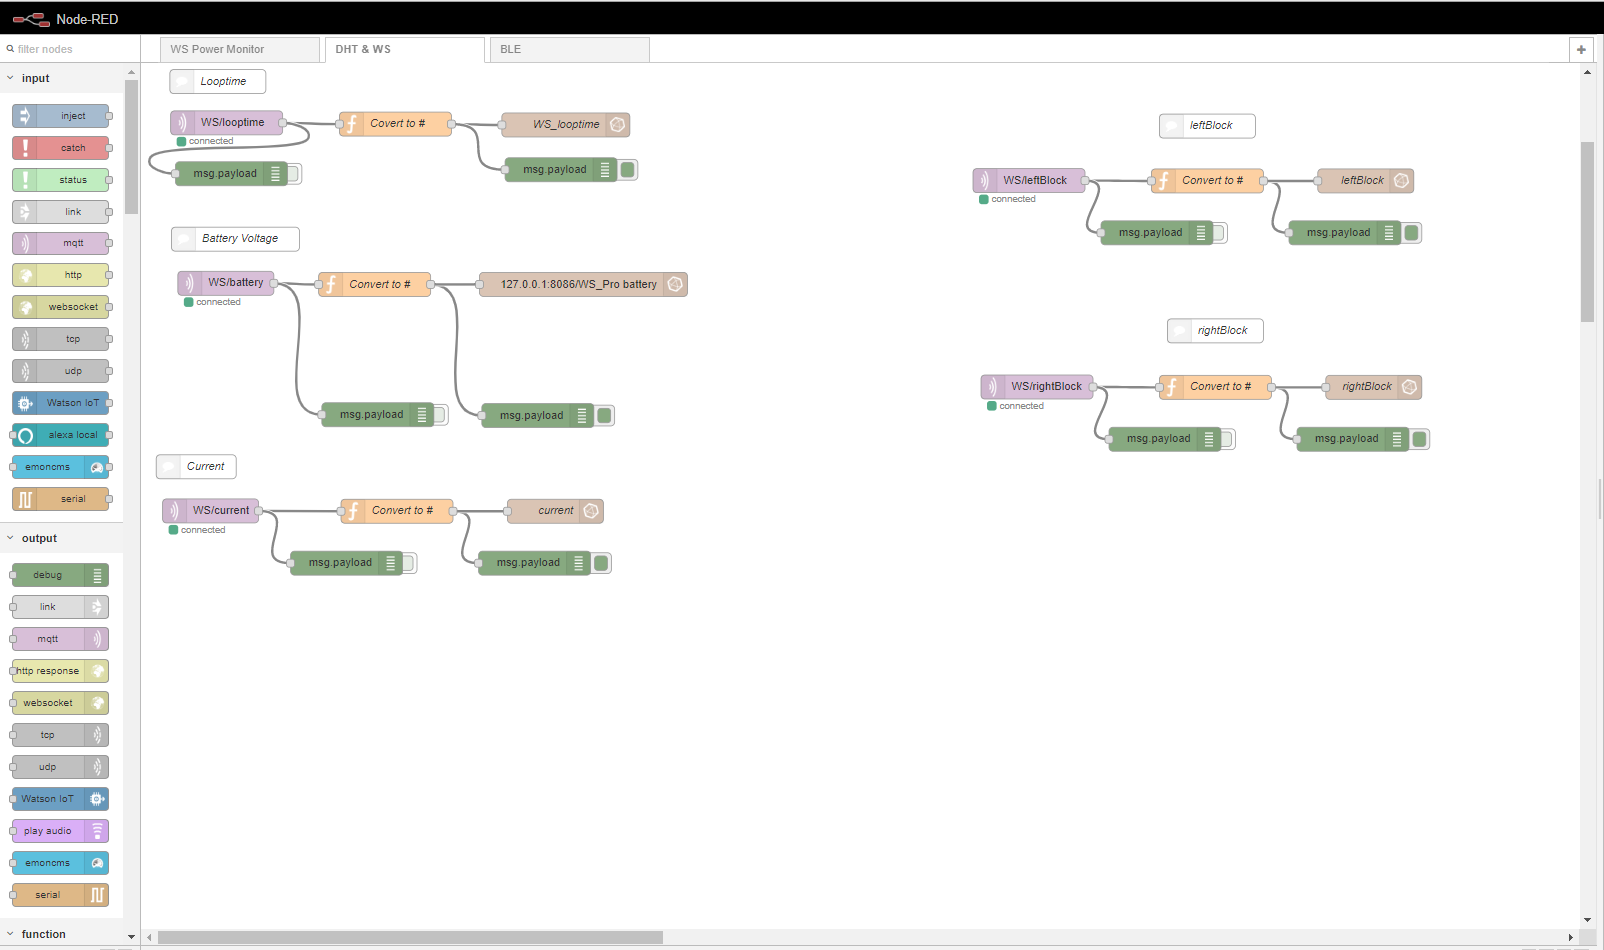 Node-RED
filter nodes
WS Power Monitor
DHT & WS
BLE
+
input
inject
catch
status
link
mqtt
http
websocket
tcp
udp
Watson IoT
alexa local
emoncms
serial
output
debug
link
mqtt
http response
websocket
tcp
udp
Watson IoT
play audio
emoncms
serial
function
Looptime
WS/looptime
connected
Covert to #
WS_looptime
msg.payload
msg.payload
Battery Voltage
WS/battery
connected
Convert to #
127.0.0.1:8086/WS_Pro battery
msg.payload
msg.payload
Current
WS/current
connected
Convert to #
current
msg.payload
msg.payload
leftBlock
WS/leftBlock
connected
Convert to #
leftBlock
msg.payload
msg.payload
rightBlock
WS/rightBlock
connected
Convert to #
rightBlock
msg.payload
msg.payload